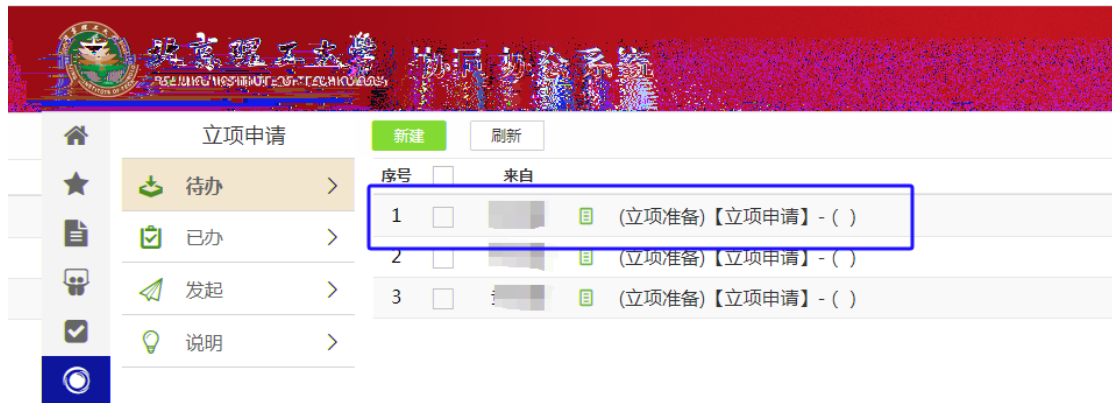 北京理工大学 协同办公系统
立项申请
新建 刷新
待办
序号 来自
1 (立项准备)【立项申请】- ( )
已办
2 (立项准备)【立项申请】- ( )
发起
3 (立项准备)【立项申请】- ( )
说明